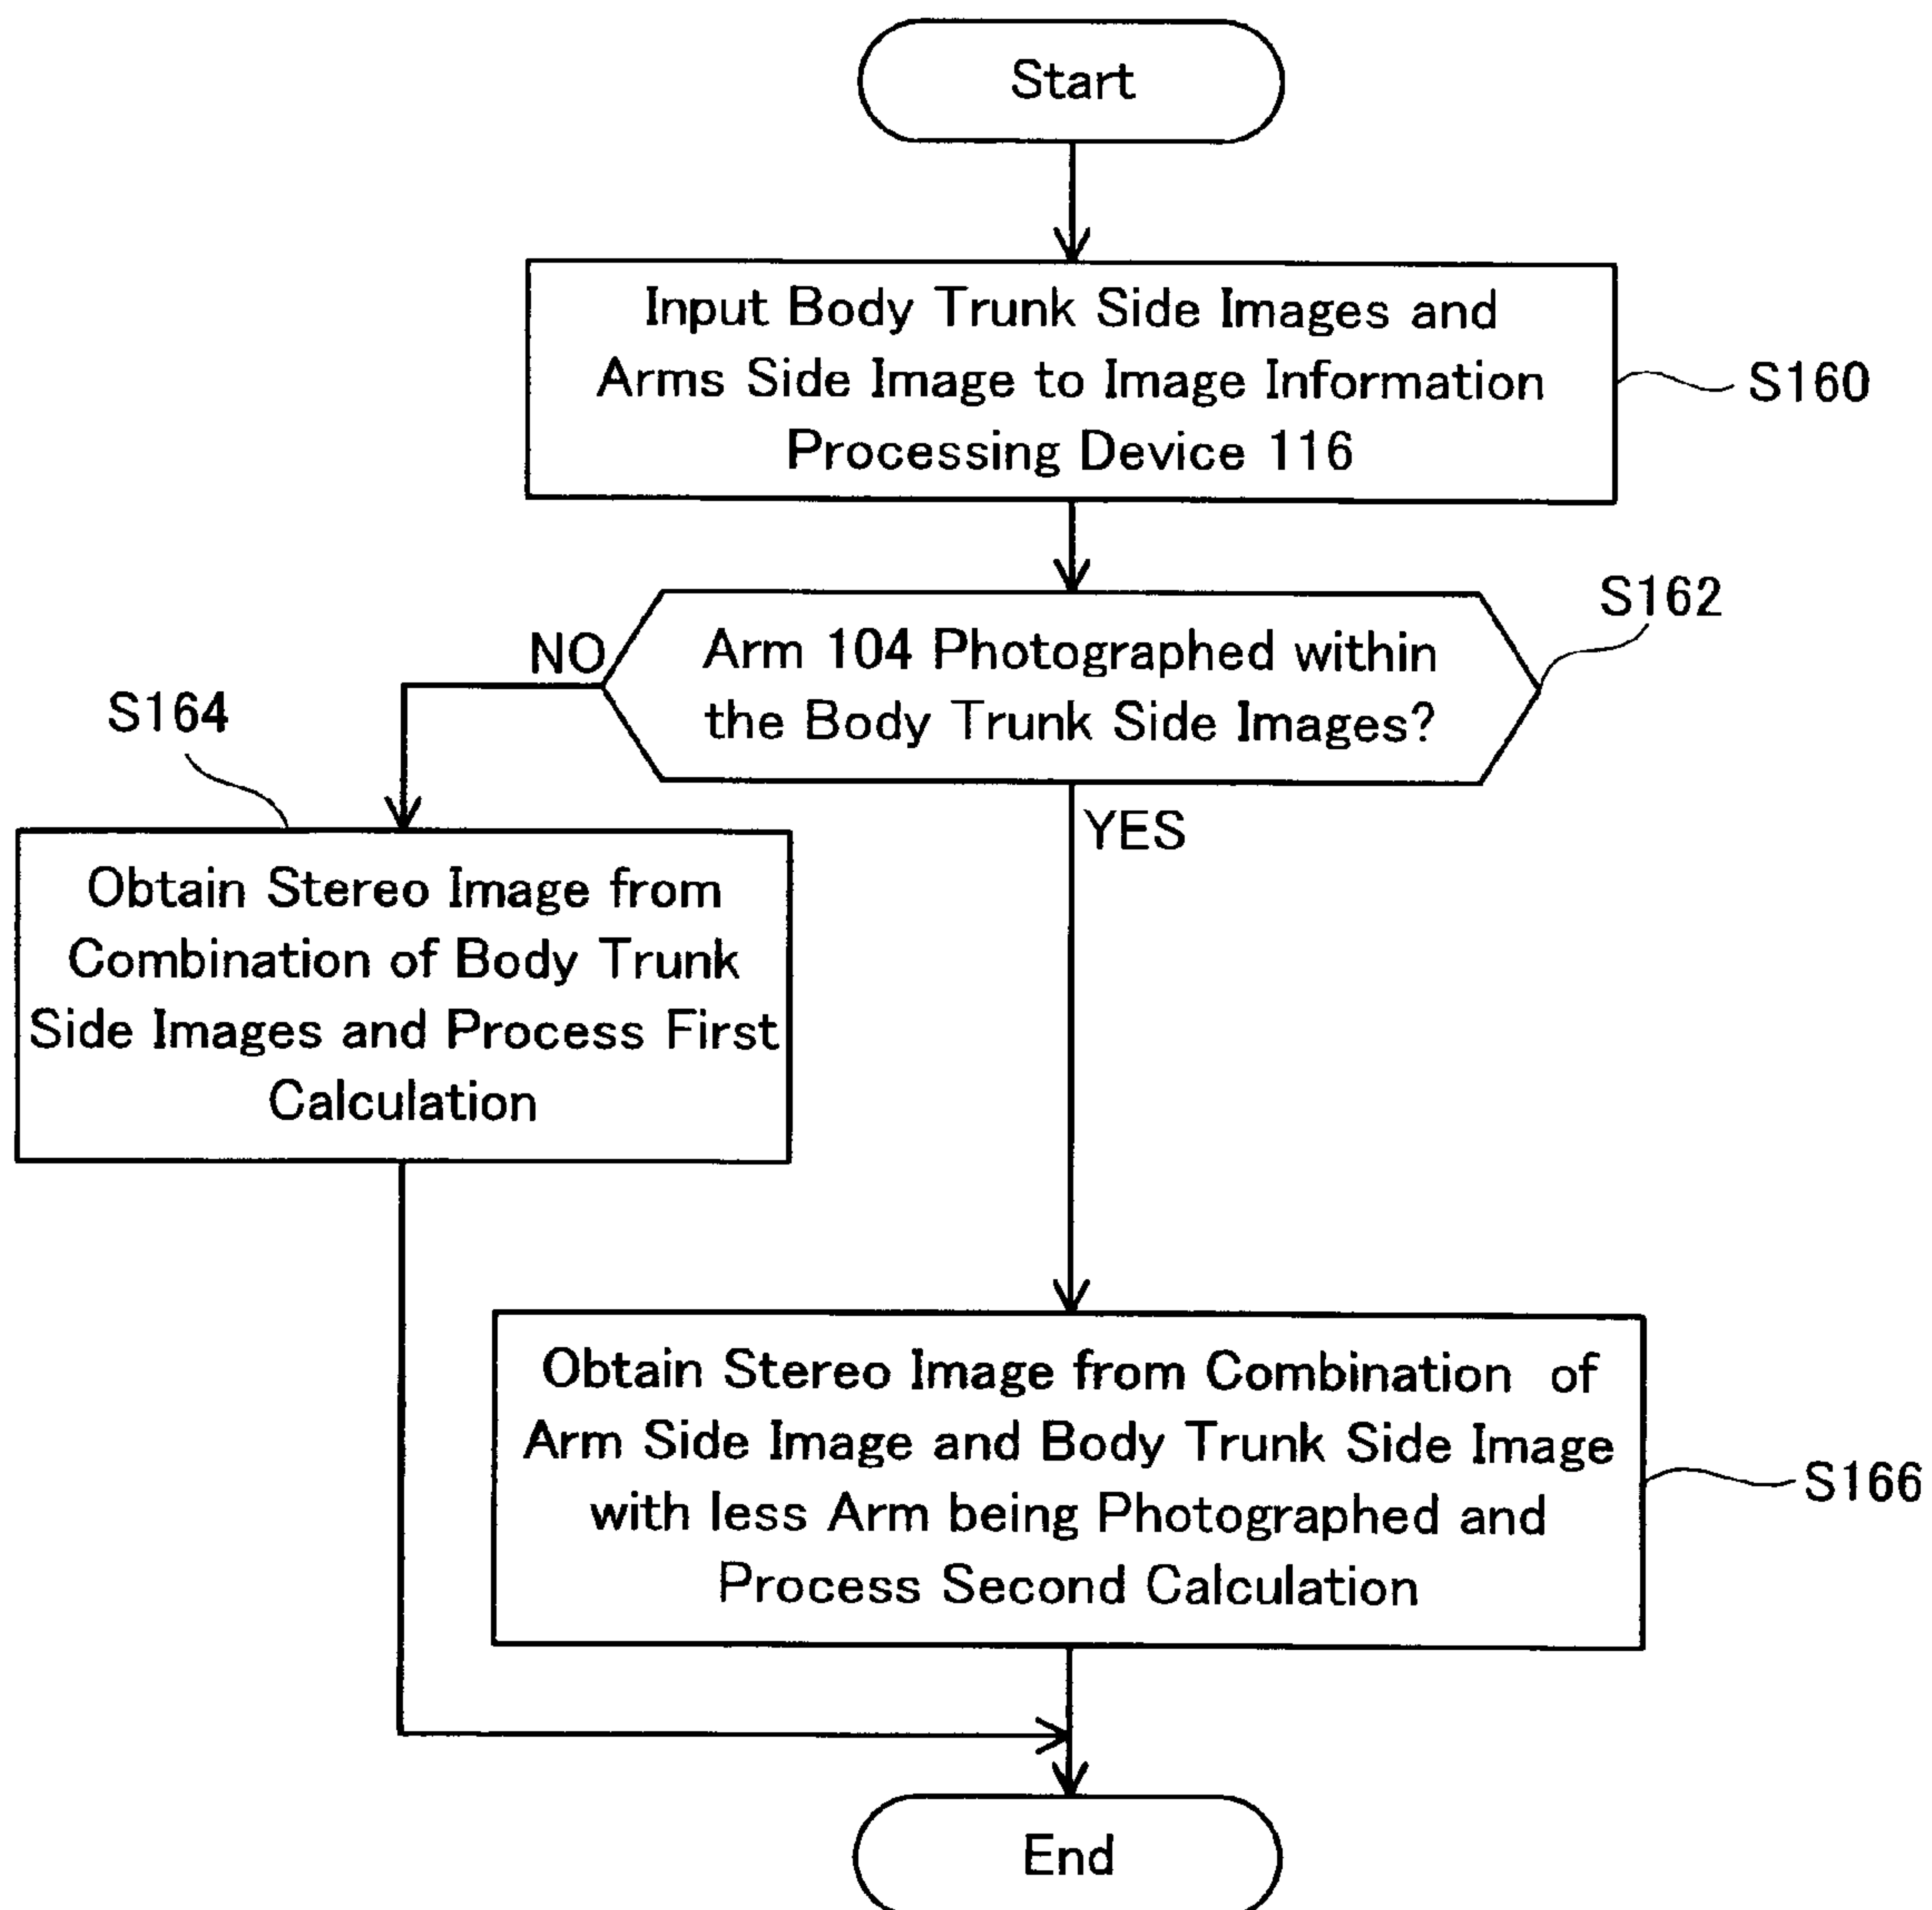 Start
Input Body Trunk Side Images and
Arms Side Image to Image Information
Processing Device 116
S160
S162
Arm 104 Photographed within
the Body Trunk Side Images?
NO
YES
S164
Obtain Stereo Image from
Combination of Body Trunk
Side Images and Process First
Calculation
Obtain Stereo Image from Combination of
Arm Side Image and Body Trunk Side Image
with less Arm being Photographed and
Process Second Calculation
S166
End